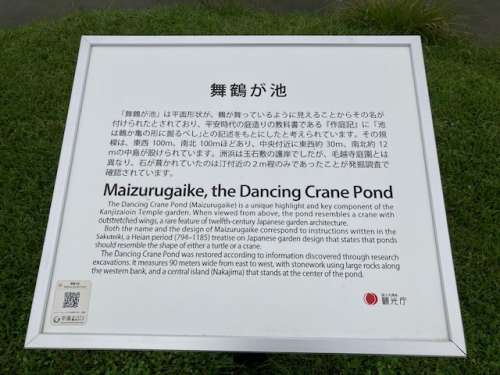 舞鶴が池
「舞鶴が池」は平面形状が、鶴が舞っているように見えることからその名が
付けられたとされており、平安時代の庭造りの教科書である『作庭記』に「池
は鶴か亀の形に掘るべし」との記述をもとにしたと考えられています。その規
模は、東西 100m、南北 100mほどあり、中央付近に東西約 30m、南北約 12
mの中島が設けられています。洲浜は玉石敷の護岸でしたが、毛越寺庭園とは
異なり、石が葺かれていたのは汀付近の2m程のみであったことが発掘調査で
確認されています。
Maizurugaike, the Dancing Crane Pond
The Dancing Crane Pond (Maizurugaike) is a unique highlight and key component of the
Kanjizaioin Temple garden. When viewed from above, the pond resembles a crane with
outstretched wings, a rare feature of twelfth-century Japanese garden architecture.
Both the name and the design of Maizurugaike correspond to instructions written in the
Sakuteiki, a Heian period (794–1185) treatise on Japanese garden design that states that ponds
should resemble the shape of either a turtle or a crane.
The Dancing Crane Pond was restored according to information discovered through research
excavations. It measures 90 meters wide from east to west, with stonework using large rocks along
the western bank, and a central island (Nakajima) that stands at the center of the pond.
観光庁